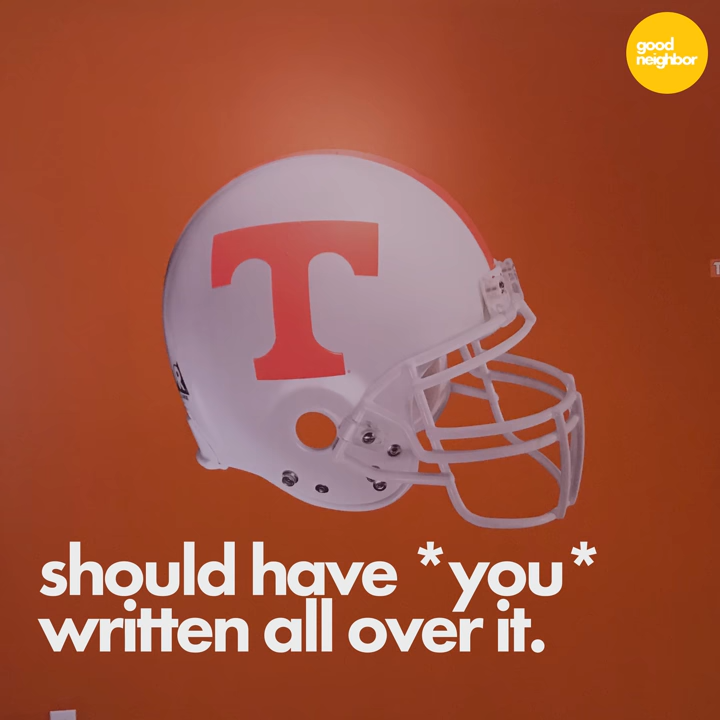 good
neighbor
T
T
should have *you*
written all over it.